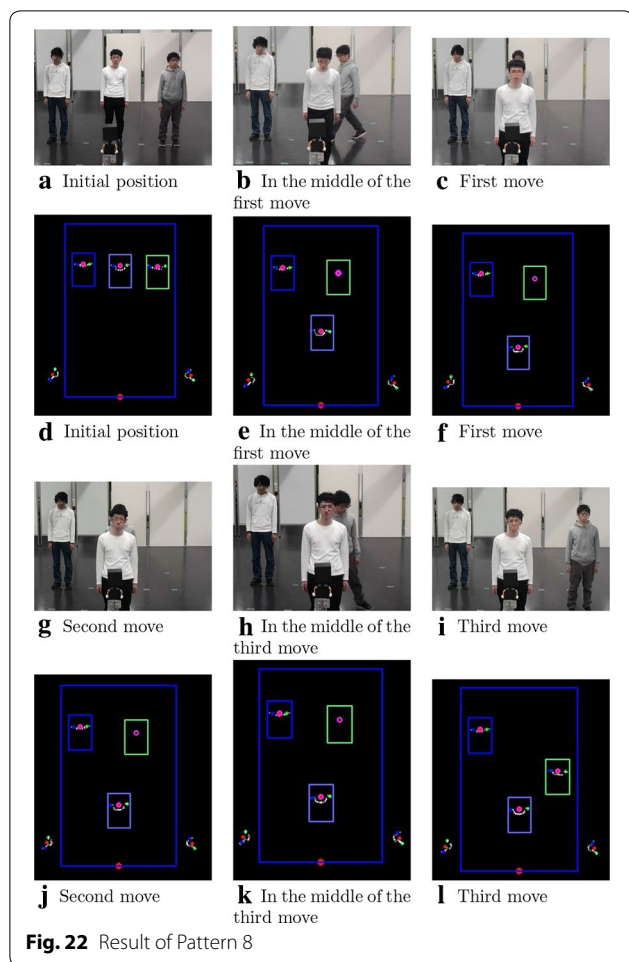 a Initial position
b In the middle of the
first move
c First move
d Initial position
e In the middle of the
first move
f First move
g Second move
h In the middle of the
third move
i Third move
j Second move
k In the middle of the
third move
l Third move
Fig. 22 Result of Pattern 8